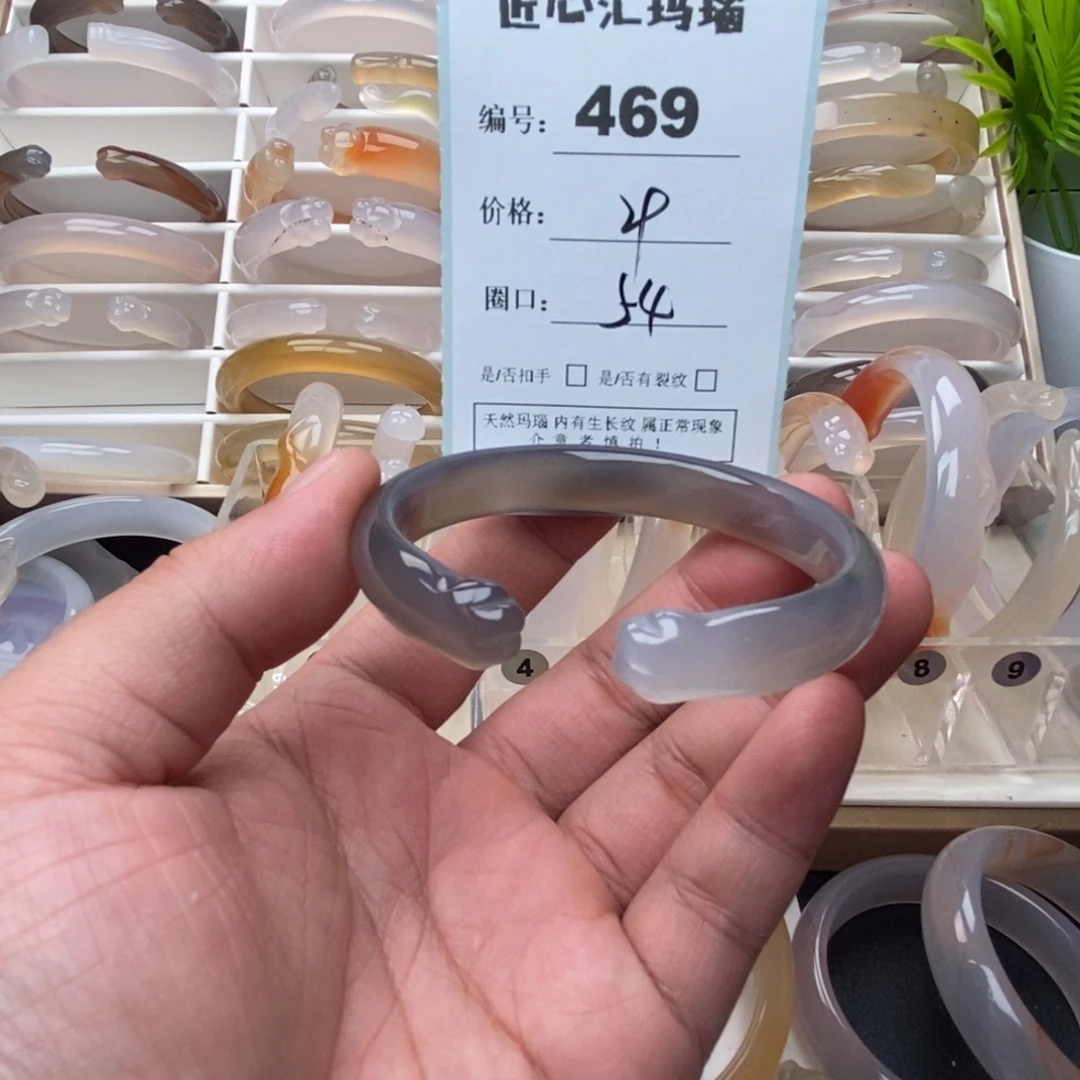 匠心汇玛瑙
编号： 469
价格： 4
圈口： 54
是/否扣手 □ 是/否有裂纹 □
天然玛瑙 内有生长纹 属正常现象
介意者慎拍！
4
8
9